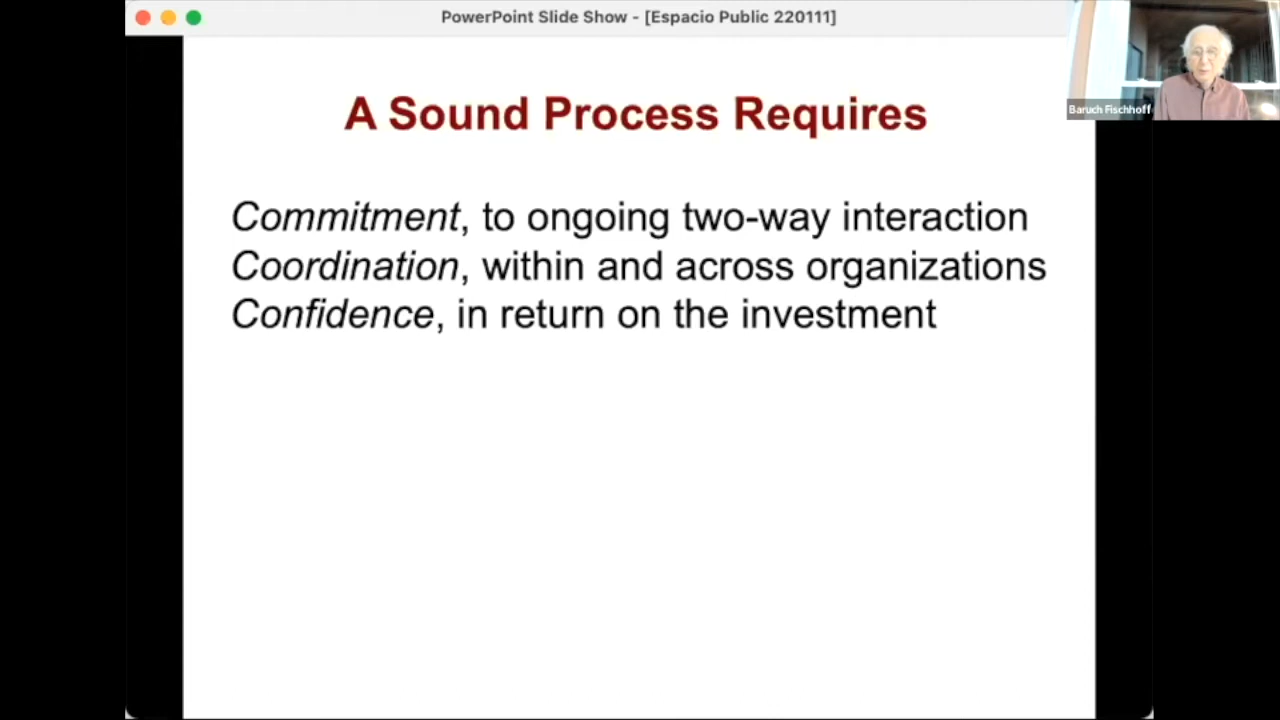 PowerPoint Slide Show - [Espacio Public 220111]
Baruch Fischhoff
A Sound Process Requires
Commitment, to ongoing two-way interaction
Coordination, within and across organizations
Confidence, in return on the investment